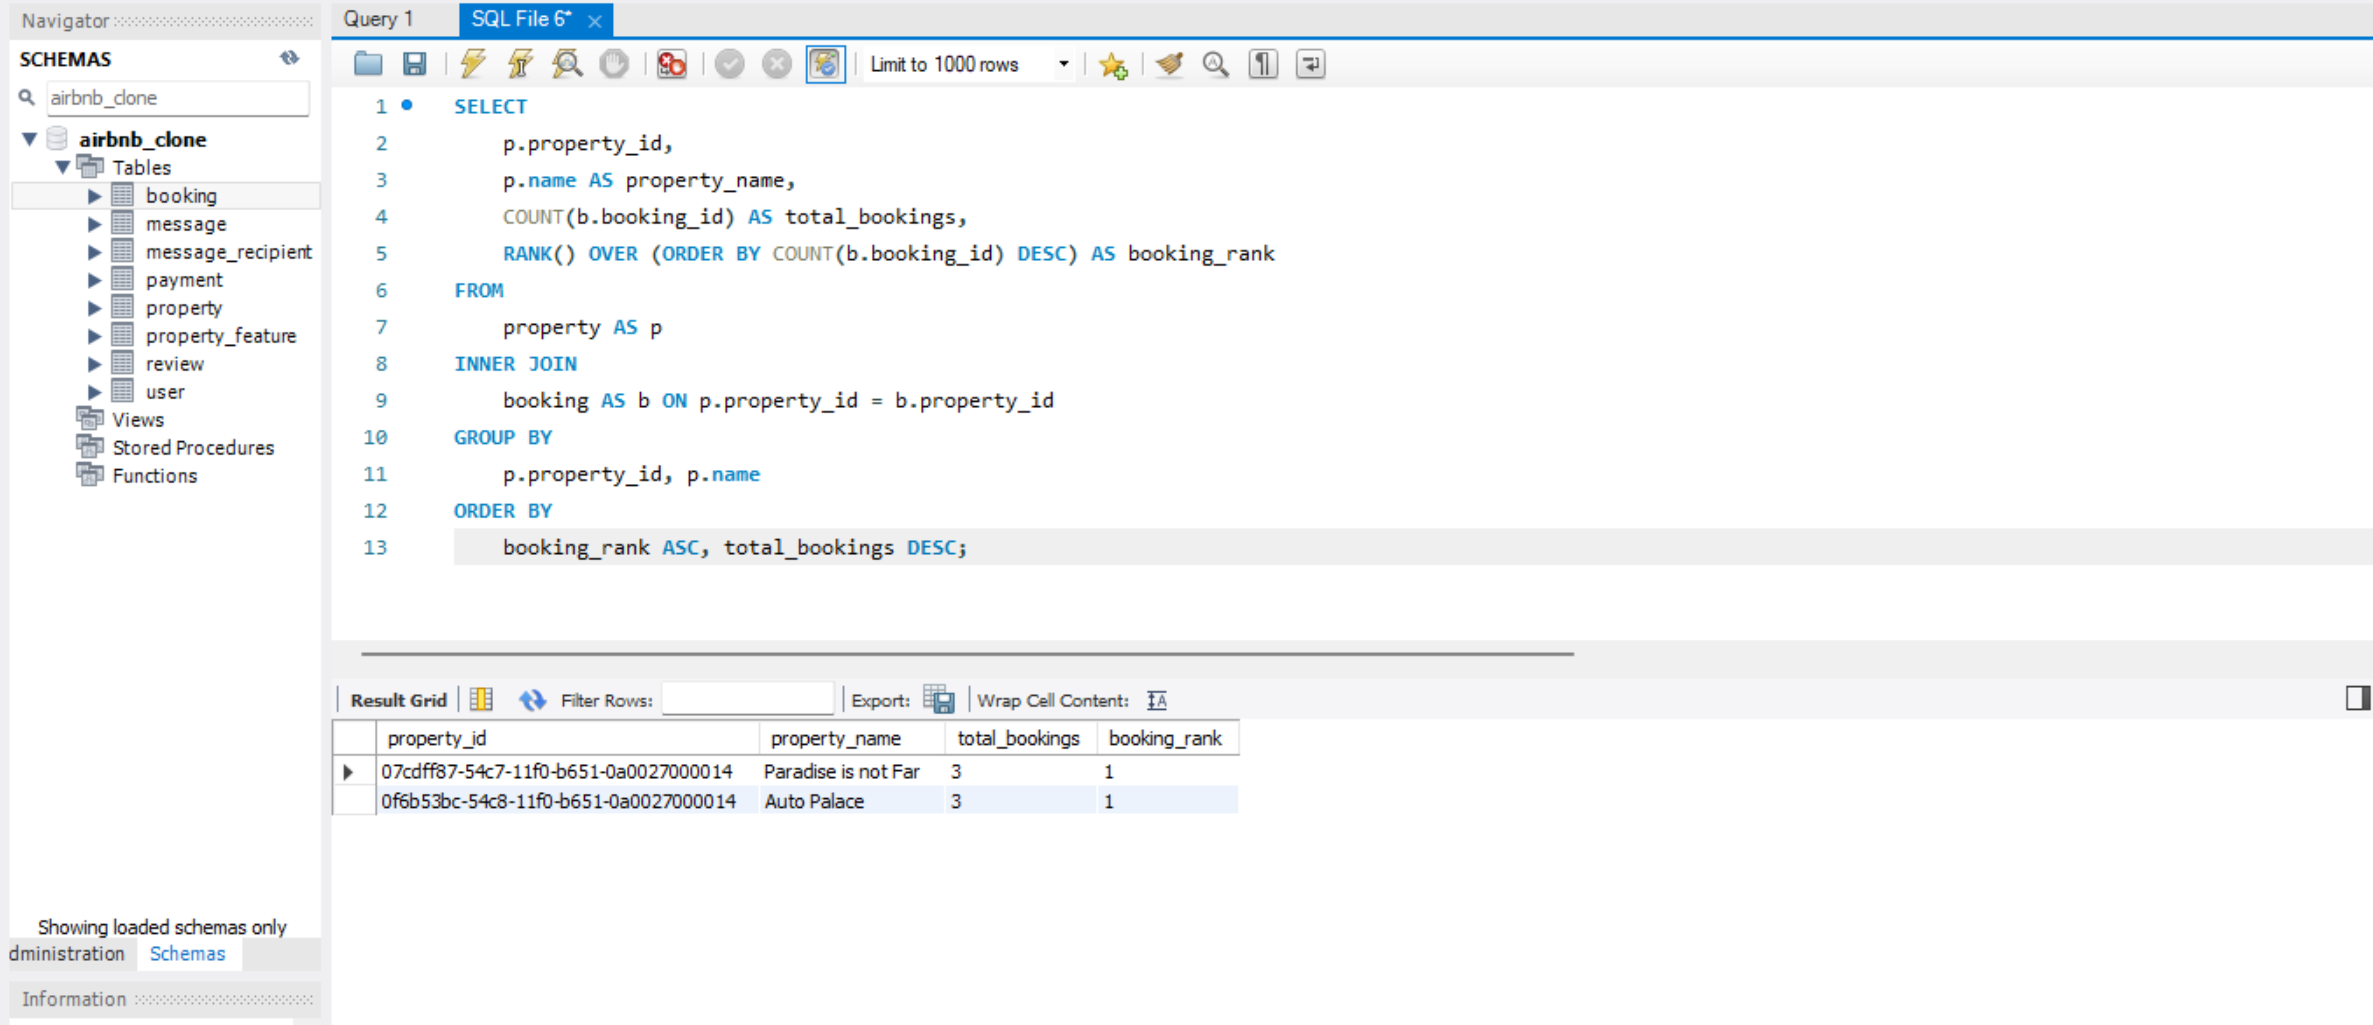 Navigator
SCHEMAS
airbnb_clone
airbnb_clone
Tables
booking
message
message_recipient
payment
property
property_feature
review
user
Views
Stored Procedures
Functions
Showing loaded schemas only
dministration Schemas
Information
Query 1 SQL File 6*
Limit to 1000 rows
1 SELECT
2 p.property_id,
3 p.name AS property_name,
4 COUNT(b.booking_id) AS total_bookings,
5 RANK() OVER (ORDER BY COUNT(b.booking_id) DESC) AS booking_rank
6 FROM
7 property AS p
8 INNER JOIN
9 booking AS b ON p.property_id = b.property_id
10 GROUP BY
11 p.property_id, p.name
12 ORDER BY
13 booking_rank ASC, total_bookings DESC;
Result Grid Filter Rows: Export: Wrap Cell Content:
property_id property_name total_bookings booking_rank
07cdff87-54c7-11f0-b651-0a0027000014 Paradise is not Far 3 1
0f6b53bc-54c8-11f0-b651-0a0027000014 Auto Palace 3 1